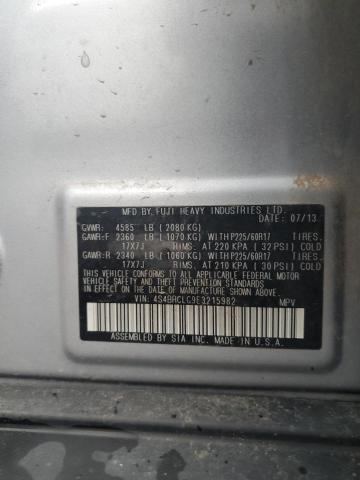 MFD. BY FUJI HEAVY INDUSTRIES LTD.
DATE: 07/13
GVWR: 4585 LB (2080 KG)
GAWR:F 2360 LB (1070 KG) WITH P225/60R17 TIRES.
17X7J RIMS. AT 220 KPA (32 PSI) COLD
GAWR:R 2340 LB (1060 KG) WITH P225/60R17 TIRES.
17X7J RIMS. AT 210 KPA (30 PSI) COLD
THIS VEHICLE CONFORMS TO ALL APPLICABLE
FEDERAL MOTOR VEHICLE SAFETY STANDARDS
IN EFFECT ON THE DATE OF MANUFACTURE
SHOWN ABOVE.
VIN: 4S4BRCLC9E3215982 MPV
ASSEMBLED BY
SIA INC. MADE IN U.S.A.